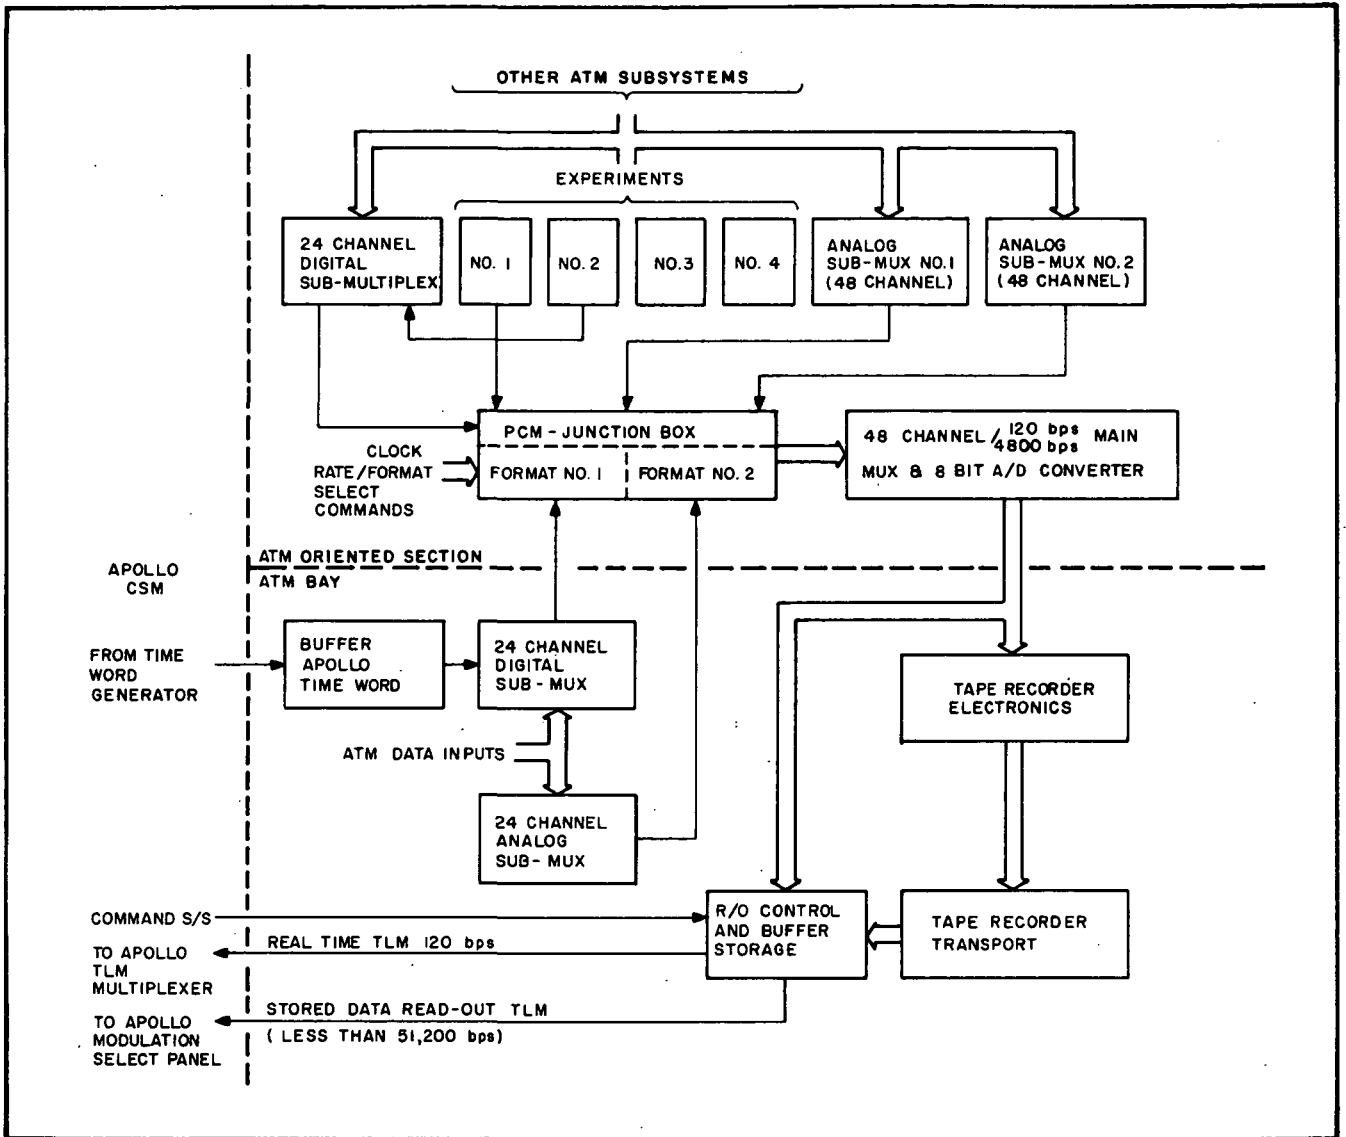 OTHER ATM SUBSYSTEMS
EXPERIMENTS
24 CHANNEL
DIGITAL
SUB-MULTIPLEX
NO. 1
NO. 2
NO. 3
NO. 4
ANALOG
SUB-MUX NO.1
(48 CHANNEL)
ANALOG
SUB-MUX NO.2
(48 CHANNEL)
PCM-JUNCTION BOX
FORMAT NO. 1
FORMAT NO. 2
CLOCK
RATE/FORMAT
SELECT
COMMANDS
48 CHANNEL/120 bps MAIN
4800 bps
MUX & 8 BIT A/D CONVERTER
ATM ORIENTED SECTION
ATM BAY
APOLLO
CSM
FROM TIME
WORD
GENERATOR
BUFFER
APOLLO
TIME WORD
24 CHANNEL
DIGITAL
SUB-MUX
ATM DATA INPUTS
24 CHANNEL
ANALOG
SUB-MUX
TAPE RECORDER
ELECTRONICS
TAPE RECORDER
TRANSPORT
R/O CONTROL
AND BUFFER
STORAGE
COMMAND S/S
TO APOLLO
TLM
MULTIPLEXER
REAL TIME TLM 120 bps
TO APOLLO
MODULATION
SELECT PANEL
STORED DATA READ-OUT TLM
(LESS THAN 51,200 bps)